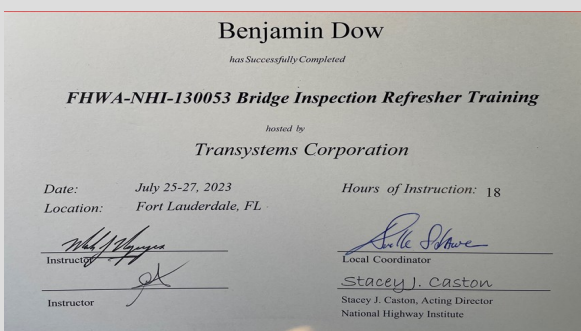 Benjamin Dow
has Successfully Completed
FHWA-NHI-130053 Bridge Inspection Refresher Training
hosted by
Transystems Corporation
Date: July 25-27, 2023
Hours of Instruction: 18
Location: Fort Lauderdale, FL
Instructor
Local Coordinator
Stacey J. Caston
Instructor
Stacey J. Caston, Acting Director
National Highway Institute